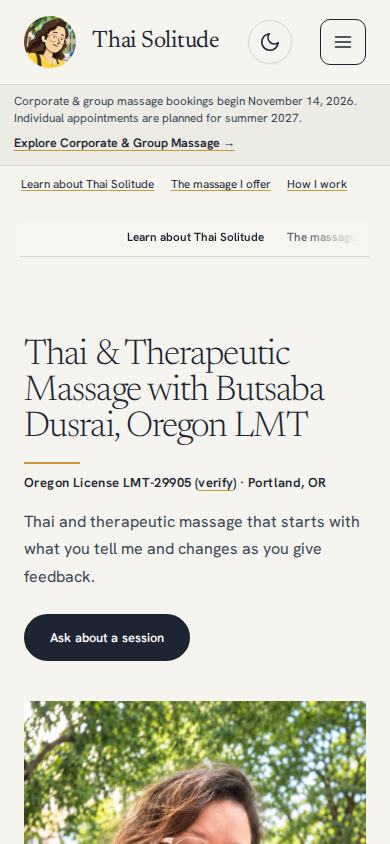 Thai Solitude
Corporate & group massage bookings begin November 14, 2026.
Individual appointments are planned for summer 2027.
Explore Corporate & Group Massage →
Learn about Thai Solitude The massage I offer How I work
Learn about Thai Solitude The massage
Thai & Therapeutic
Massage with Butsaba
Dusrai, Oregon LMT
Oregon License LMT-29905 (verify) · Portland, OR
Thai and therapeutic massage that starts with
what you tell me and changes as you give
feedback.
Ask about a session